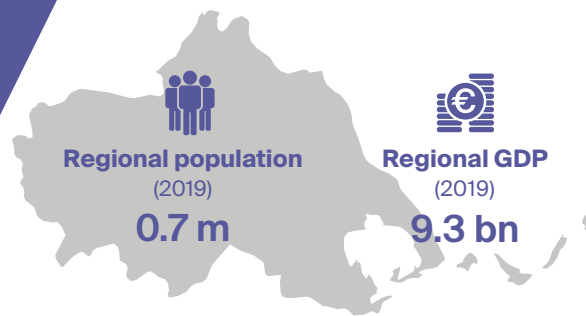 Regional population
(2019)
0.7 m
€
Regional GDP
(2019)
9.3 bn